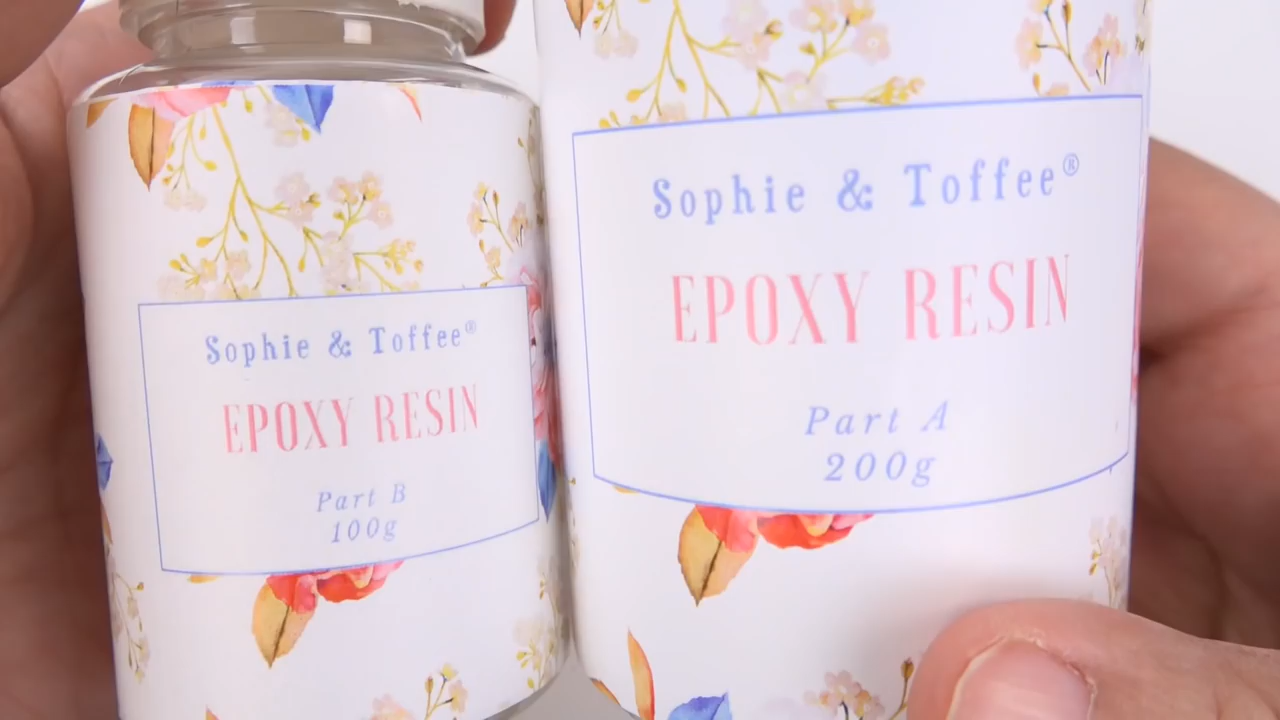 Sophie & Toffee®
EPOXY RESIN
Part B
100g
Sophie & Toffee®
EPOXY RESIN
Part A
200g